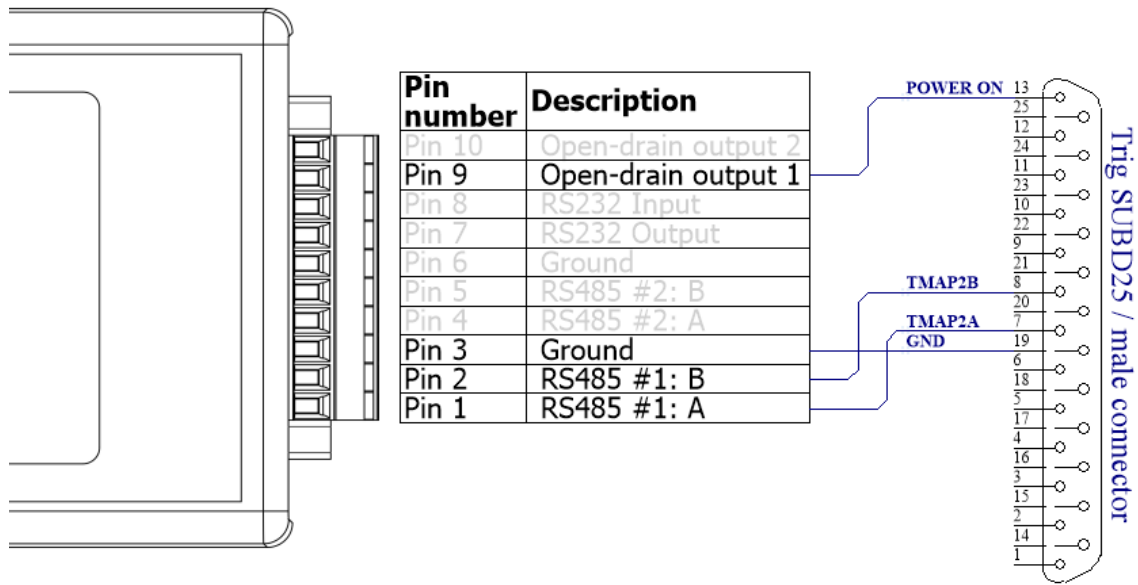 Pin number Description
Pin 10 Open-drain output 2
Pin 9 Open-drain output 1
Pin 8 RS232 Input
Pin 7 RS232 Output
Pin 6 Ground
Pin 5 RS485 #2: B
Pin 4 RS485 #2: A
Pin 3 Ground
Pin 2 RS485 #1: B
Pin 1 RS485 #1: A
POWER ON 13
25
12
24
11
23
10
22
9
21
TMAP2B 8
20
TMAP2A 7
GND 19
6
18
5
17
4
16
3
15
2
14
1
Trig SUBD25 / male connector